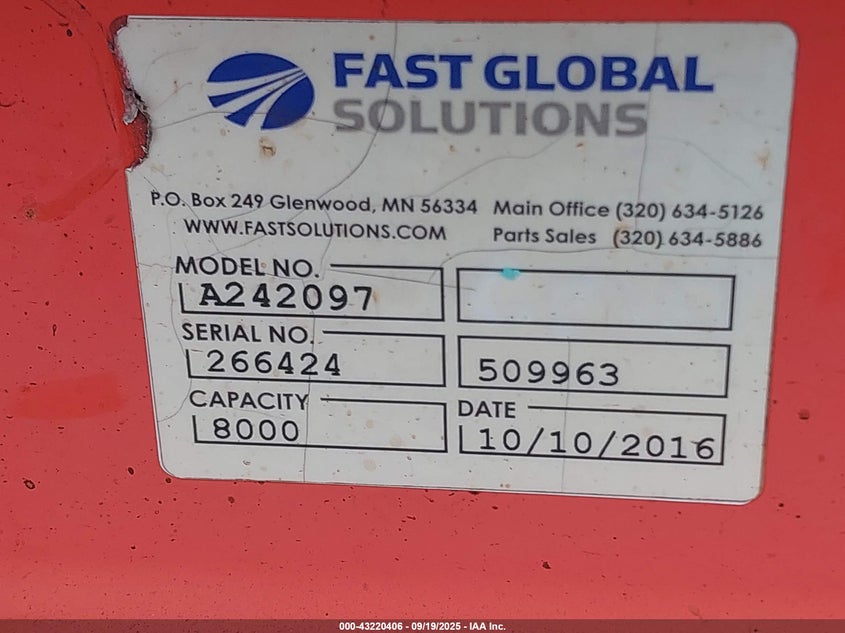 FAST GLOBAL
SOLUTIONS
P.O. Box 249 Glenwood, MN 56334 Main Office (320) 634-5126
WWW.FASTSOLUTIONS.COM Parts Sales (320) 634-5886
MODEL NO.
A242097
SERIAL NO.
266424 509963
CAPACITY DATE
8000 10/10/2016
000-43220406 - 09/19/2025 - IAA Inc.